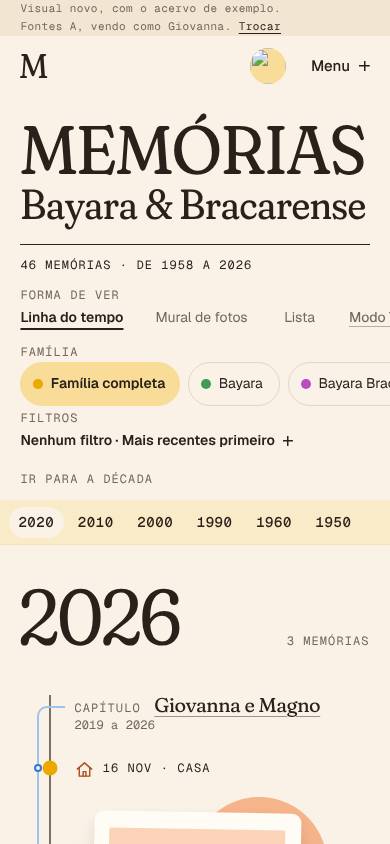 Visual novo, com o acervo de exemplo.
Fontes A, vendo como Giovanna. Trocar
M
Menu +
MEMÓRIAS
Bayara & Bracarense
46 MEMÓRIAS · DE 1958 A 2026
FORMA DE VER
Linha do tempo Mural de fotos Lista Modo
FAMÍLIA
Família completa Bayara Bayara Brac
FILTROS
Nenhum filtro · Mais recentes primeiro +
IR PARA A DÉCADA
2020 2010 2000 1990 1960 1950
2026
3 MEMÓRIAS
CAPÍTULO Giovanna e Magno
2019 a 2026
16 NOV · CASA